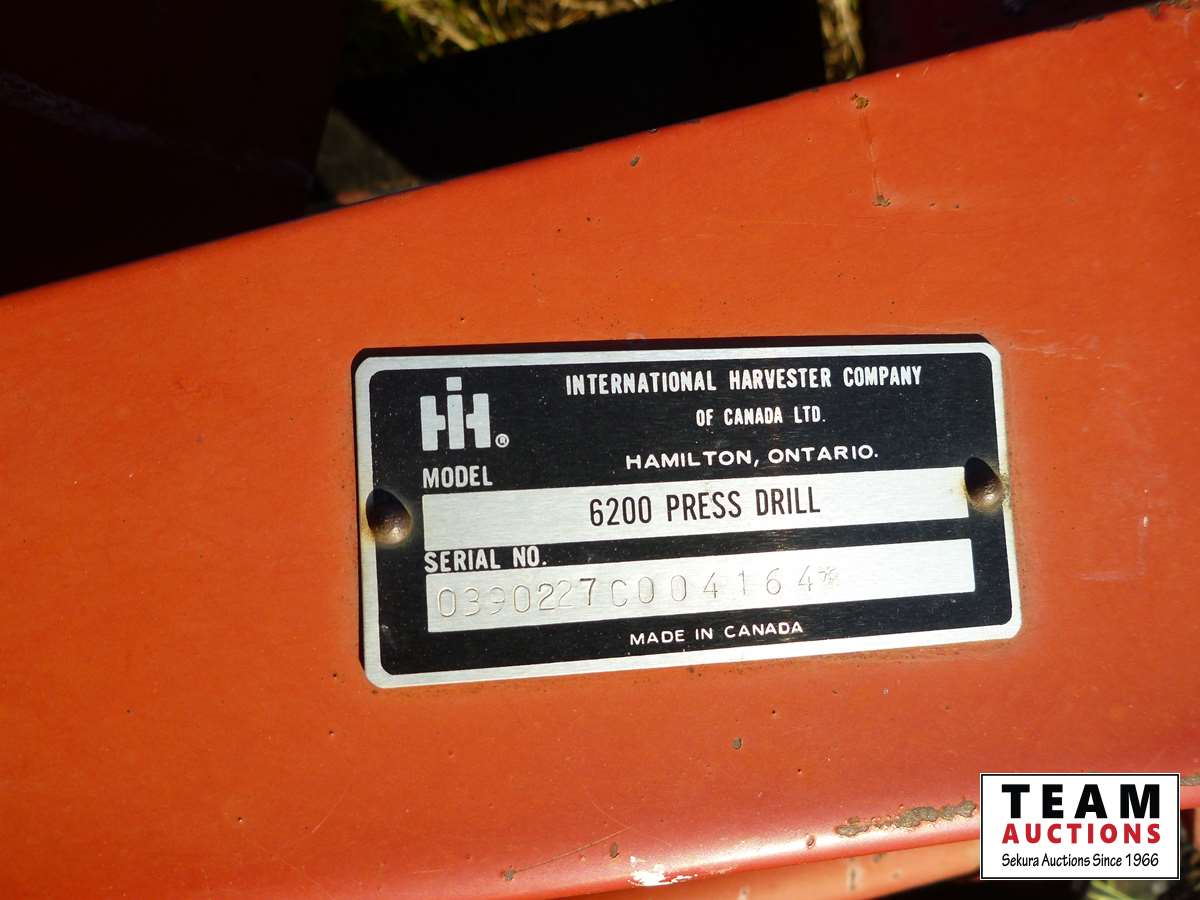 IH®
INTERNATIONAL HARVESTER COMPANY
OF CANADA LTD.
HAMILTON, ONTARIO.
MODEL
6200 PRESS DRILL
SERIAL NO.
0390227C004164*
MADE IN CANADA
TEAM
AUCTIONS
Sekura Auctions Since 1966